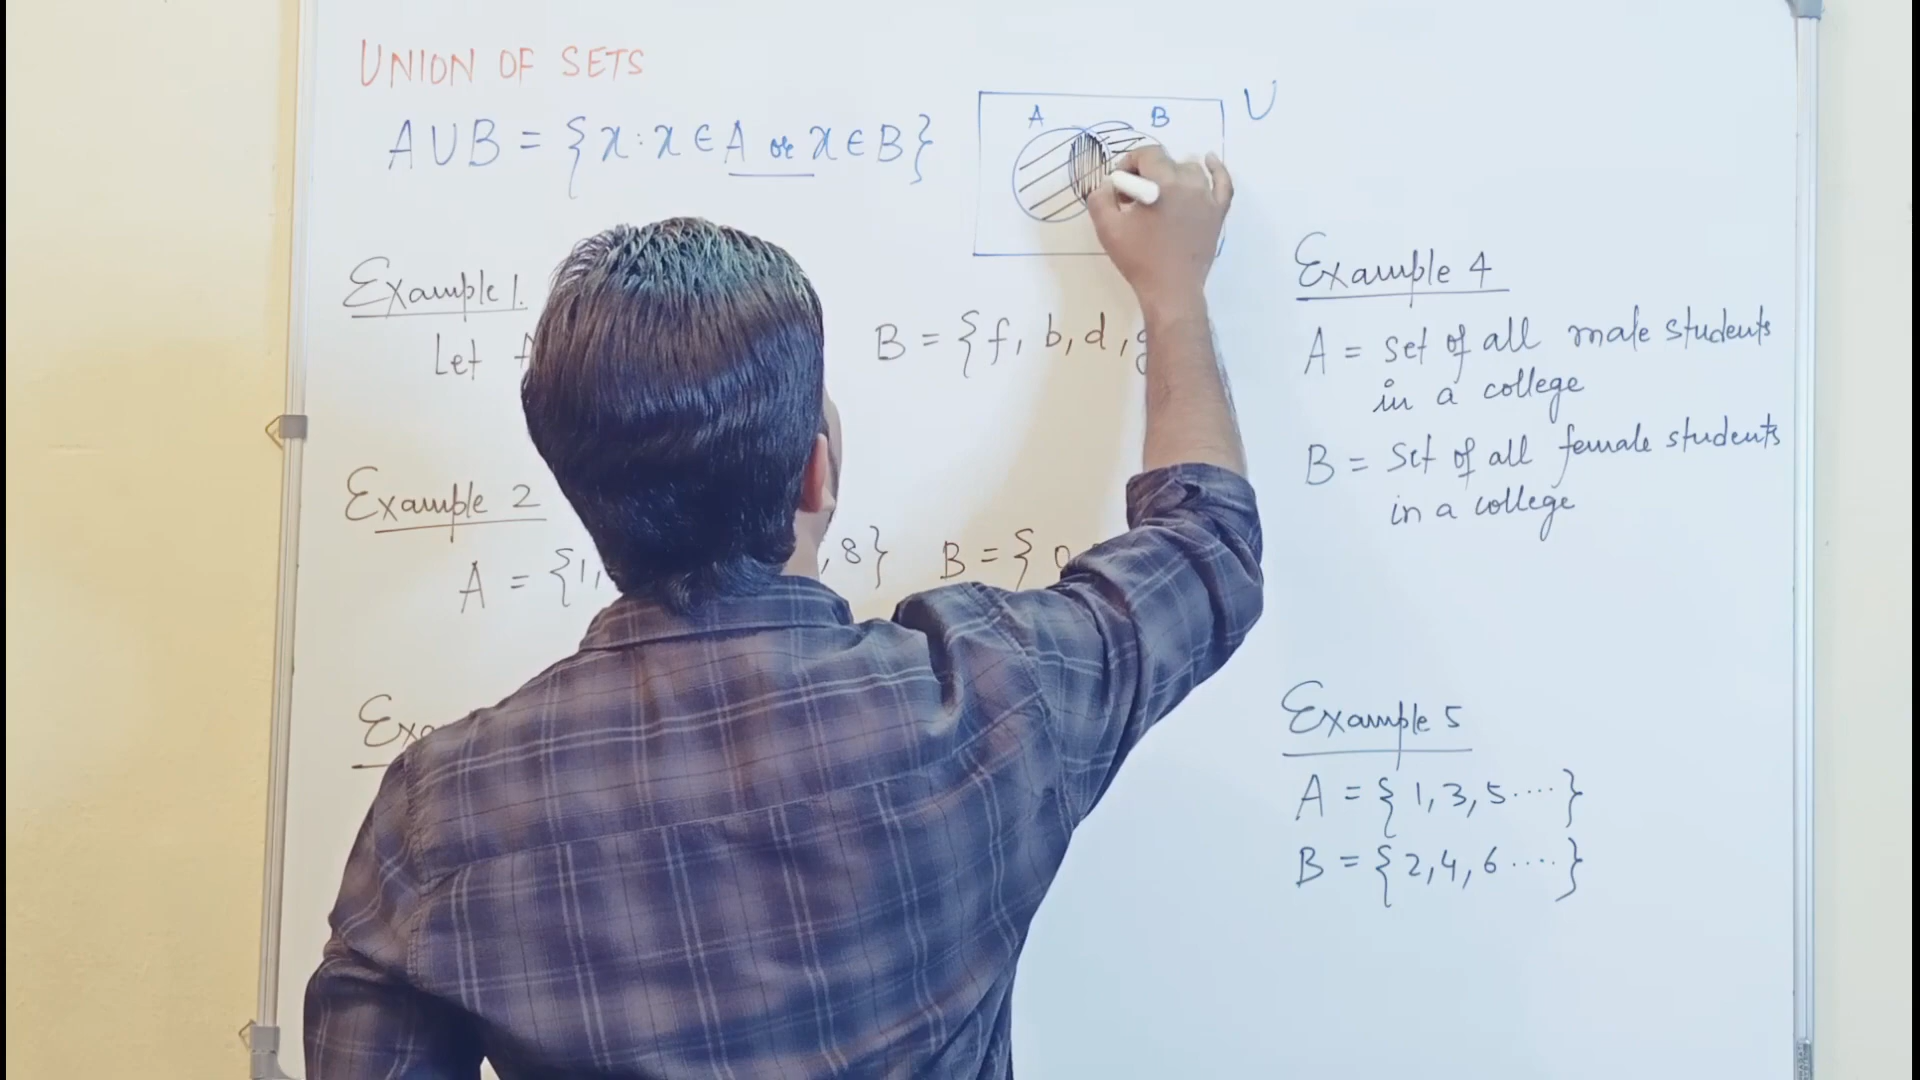 UNION OF SETS
A∪B = {x : x ∈ A or x ∈ B}
A B
U
Example 1.
Let
B = {f, b, d,
Example 2
A = {1, , 8} B = { 0
Example 4
A = set of all male students
in a college
B = Set of all female students
in a college
Example 5
A = { 1, 3, 5 ..... }
B = { 2, 4, 6 .... }